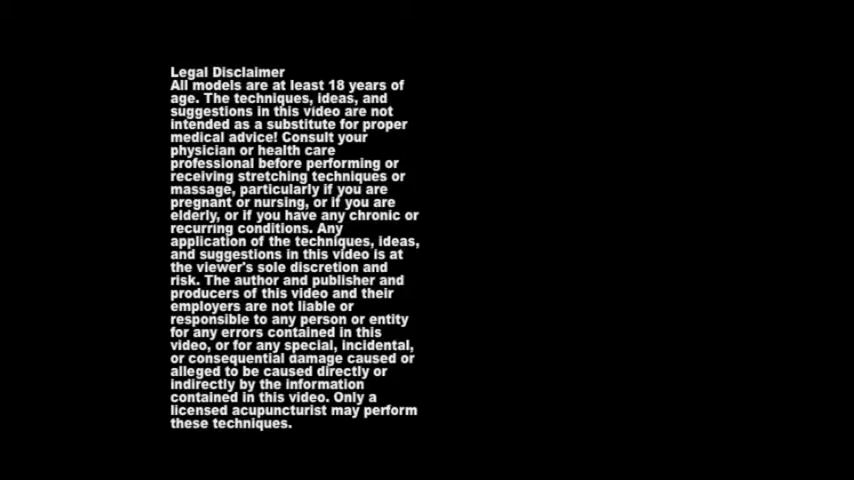 Legal Disclaimer
All models are at least 18 years of
age. The techniques, ideas, and
suggestions in this video are not
intended as a substitute for proper
medical advice! Consult your
physician or health care
professional before performing or
receiving stretching techniques or
massage, particularly if you are
pregnant or nursing, or if you are
elderly, or if you have any chronic or
recurring conditions. Any
application of the techniques, ideas,
and suggestions in this video is at
the viewer's sole discretion and
risk. The author and publisher and
producers of this video and their
employers are not liable or
responsible to any person or entity
for any errors contained in this
video, or for any special, incidental,
or consequential damage caused or
alleged to be caused directly or
indirectly by the information
contained in this video. Only a
licensed acupuncturist may perform
these techniques.